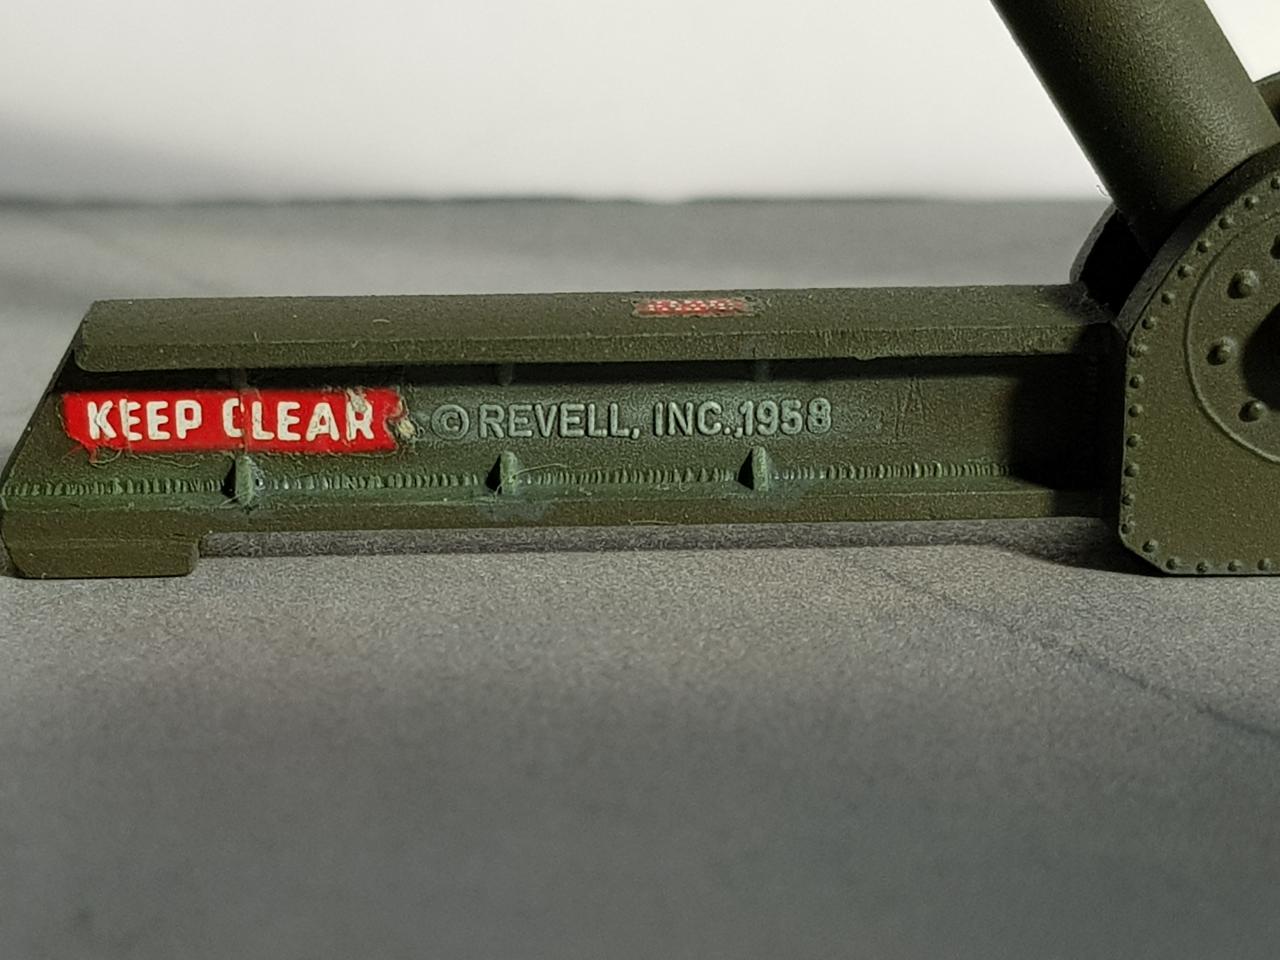 KEEP CLEAR
© REVELL, INC., 1958